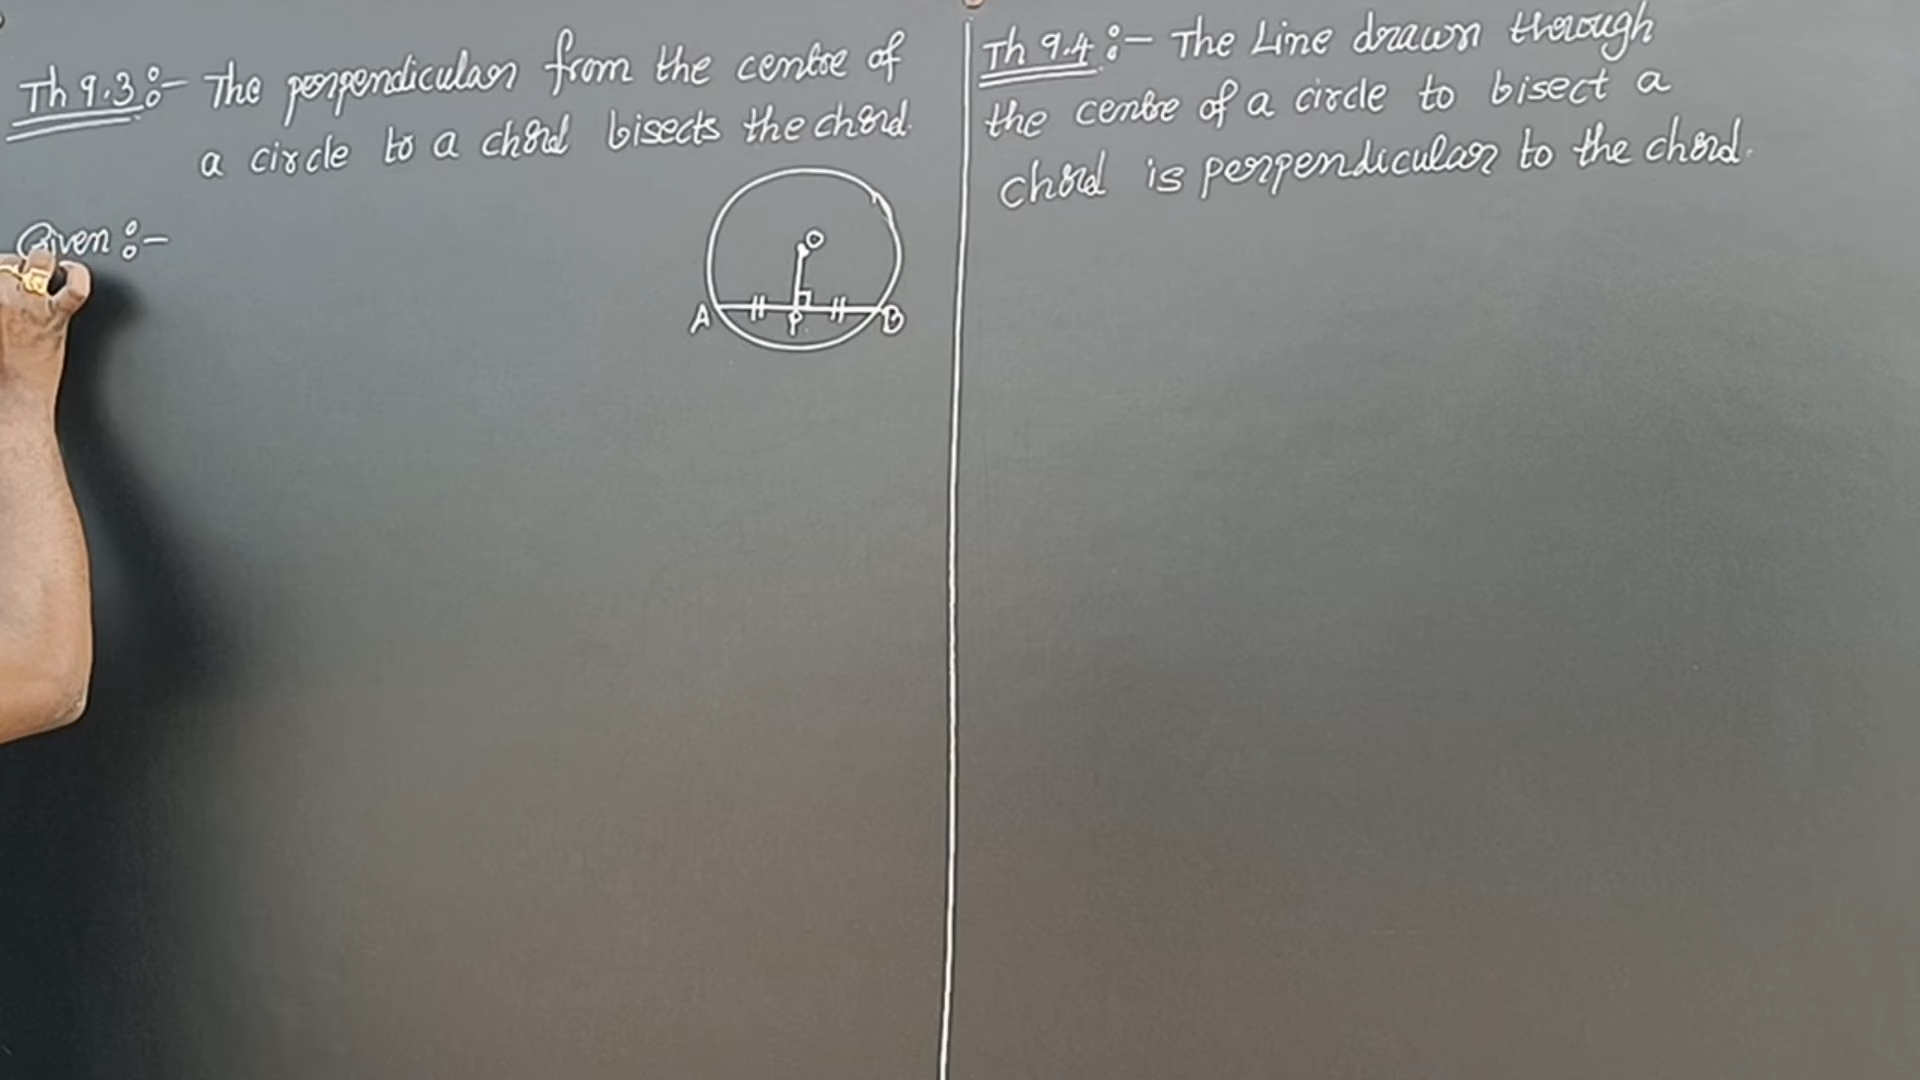 Th 9.3 :- The perpendicular from the centre of
a circle to a chord bisects the chord.
Given :-
O
A
P
B
Th 9.4 :- The Line drawn through
the centre of a circle to bisect a
chord is perpendicular to the chord.